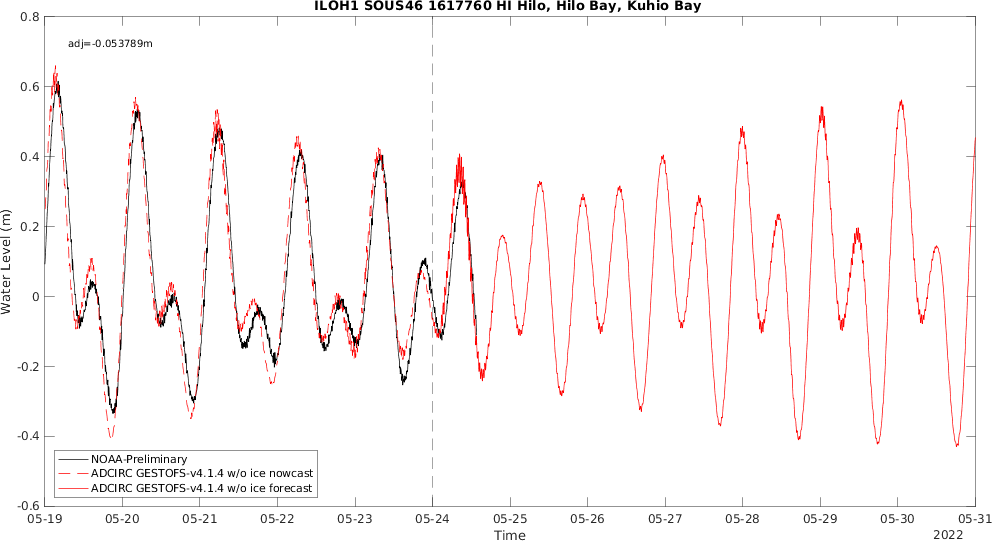 ILOH1 SOUS46 1617760 HI Hilo, Hilo Bay, Kuhio Bay
0.8
adj=-0.053789m
0.6
0.4
0.2
0
-0.2
-0.4
-0.6
Water Level (m)
NOAA-Preliminary
ADCIRC GESTOFS-v4.1.4 w/o ice nowcast
ADCIRC GESTOFS-v4.1.4 w/o ice forecast
05-19 05-20 05-21 05-22 05-23 05-24 05-25 05-26 05-27 05-28 05-29 05-30 05-31
Time
2022